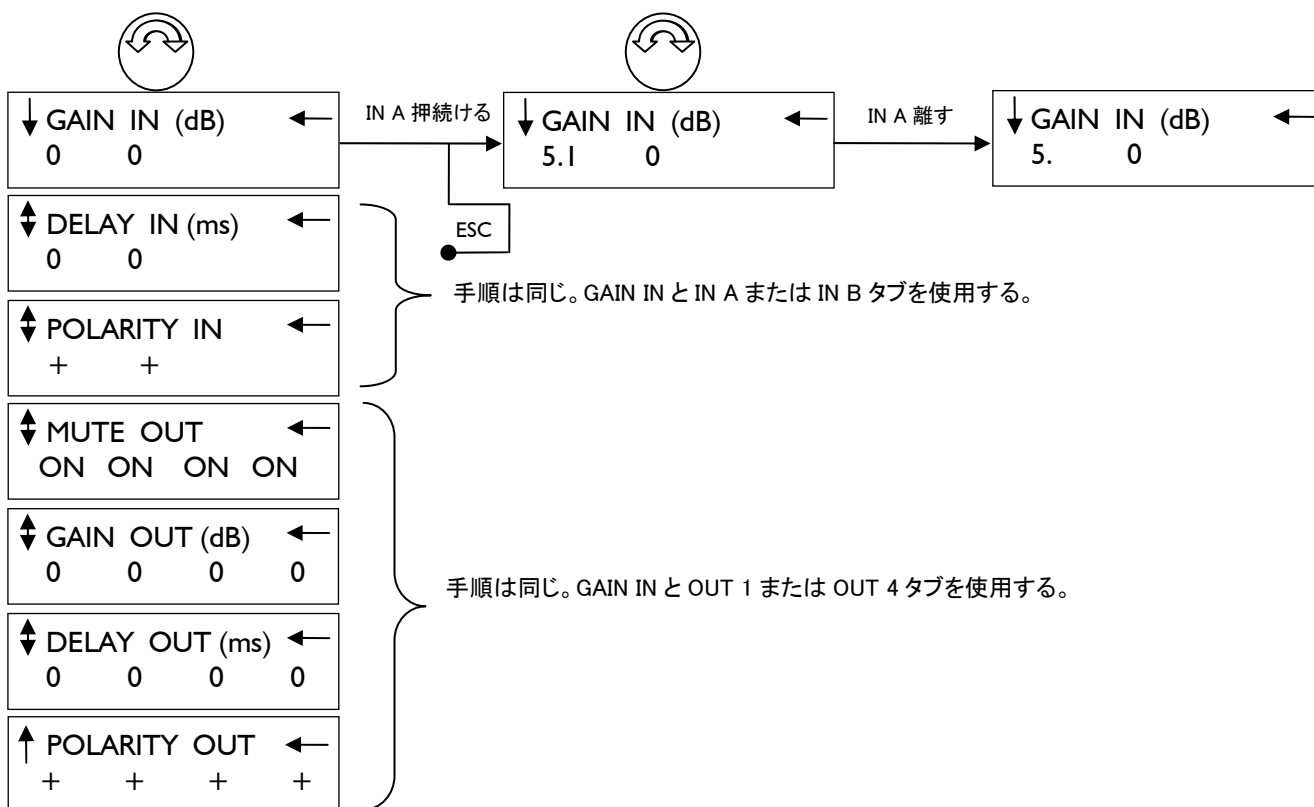 GAIN IN (dB)
0 0
IN A 押続ける
GAIN IN (dB)
5.1 0
IN A 離す
GAIN IN (dB)
5. 0
DELAY IN (ms)
0 0
ESC
POLARITY IN
+ +
手順は同じ。GAIN IN と IN A または IN B タブを使用する。
MUTE OUT
ON ON ON ON
GAIN OUT (dB)
0 0 0 0
DELAY OUT (ms)
0 0 0 0
POLARITY OUT
+ + + +
手順は同じ。GAIN IN と OUT 1 または OUT 4 タブを使用する。